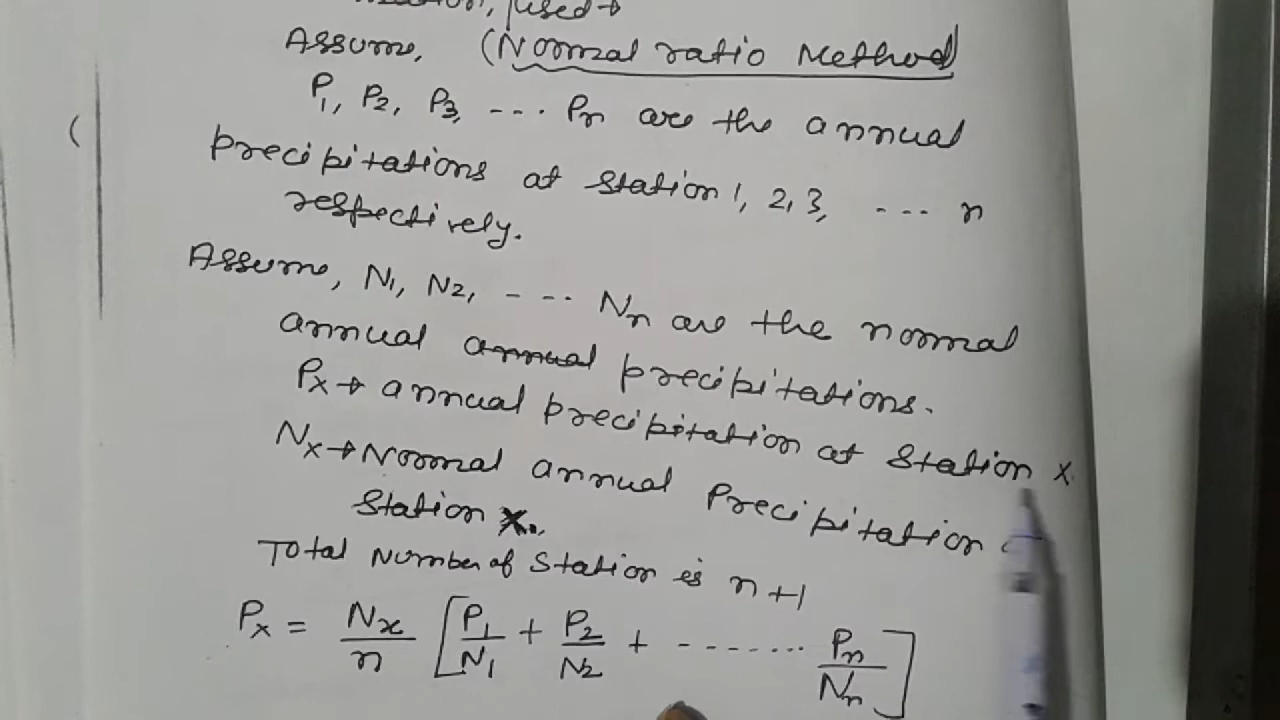 used →
Assume, (Normal ratio Method
P1, P2, P3, --- Pn are the annual
precipitations at station 1, 2, 3, --- n
respectively.
Assume, N1, N2, --- Nn are the normal
annual annual precipitations.
Px → annual precipitation at station x.
Nx → Normal annual Precipitation
station x.
Total Number of station is n+1
Px = Nx/n [P1/N1 + P2/N2 + ------- Pn/Nn]